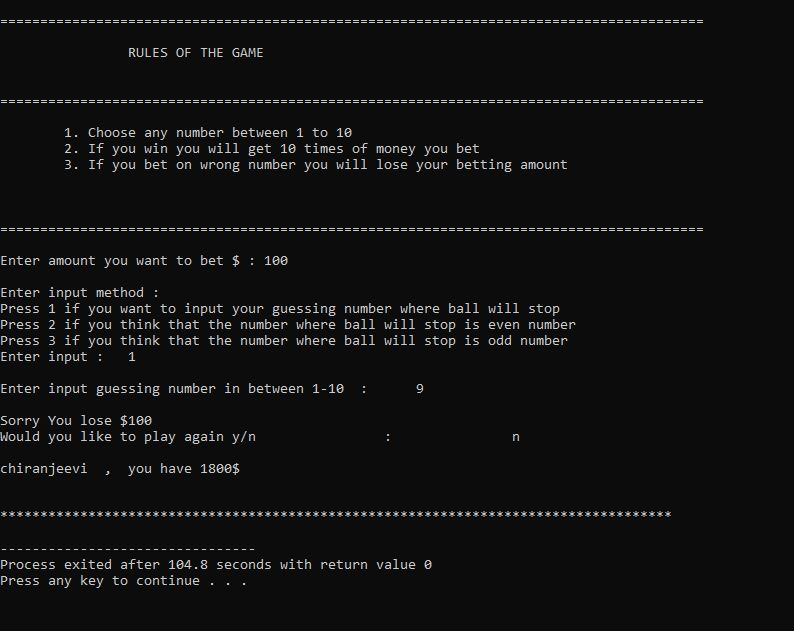 ========================================================================================
RULES OF THE GAME
========================================================================================
1. Choose any number between 1 to 10
2. If you win you will get 10 times of money you bet
3. If you bet on wrong number you will lose your betting amount
========================================================================================
Enter amount you want to bet $ : 100
Enter input method :
Press 1 if you want to input your guessing number where ball will stop
Press 2 if you think that the number where ball will stop is even number
Press 3 if you think that the number where ball will stop is odd number
Enter input :   1
Enter input guessing number in between 1-10  :      9
Sorry You lose $100
Would you like to play again y/n                :               n
chiranjeevi  ,  you have 1800$
************************************************************************************
--------------------------------
Process exited after 104.8 seconds with return value 0
Press any key to continue . . .